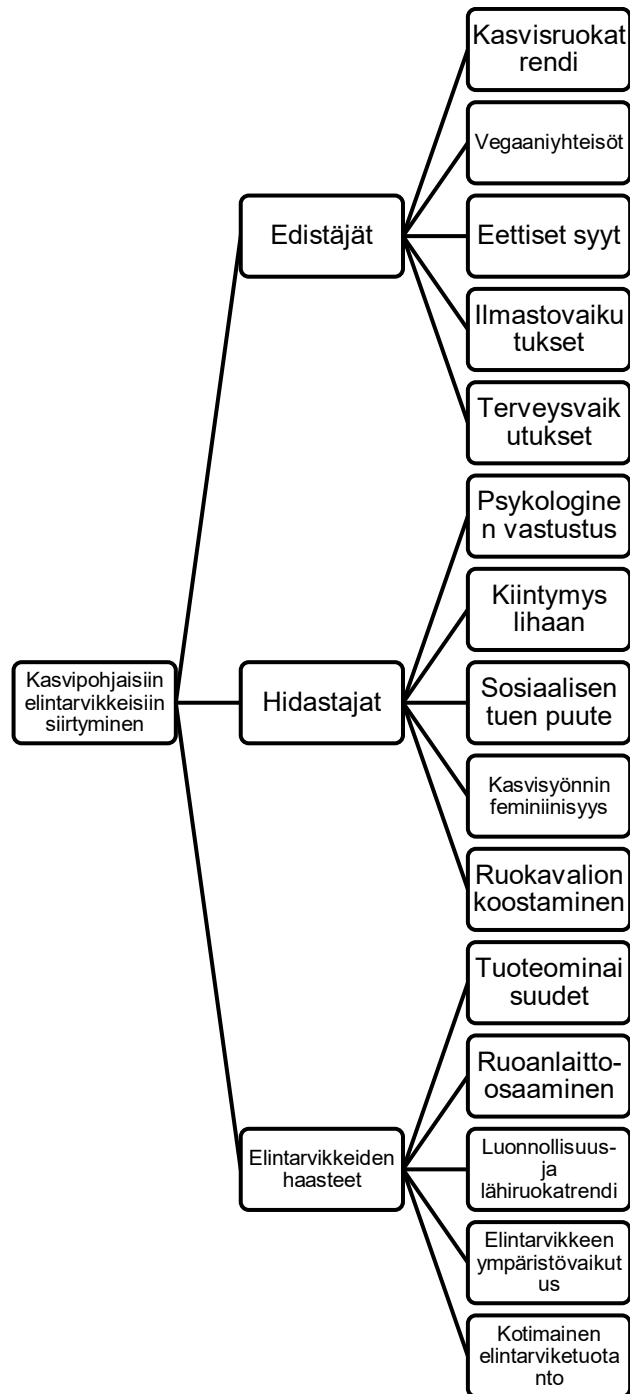 Kasvipohjaisiin
elintarvikkeisiin
siirtyminen
Edistäjät
Kasvisruokat
rendi
Vegaaniyhteisöt
Eettiset syyt
Ilmastovaiku
tukset
Terveysvaik
utukset
Hidastajat
Psykologine
n vastustus
Kiintymys
lihaan
Sosiaalisen
tuen puute
Kasvisyönnin
feminiinisyys
Ruokavalion
koostaminen
Elintarvikkeiden
haasteet
Tuoteominai
suudet
Ruoanlaitto-
osaaminen
Luonnollisuus-
ja
lähiruokatrendi
Elintarvikkeen
ympäristövaikut
us
Kotimainen
elintarviketuota
nto